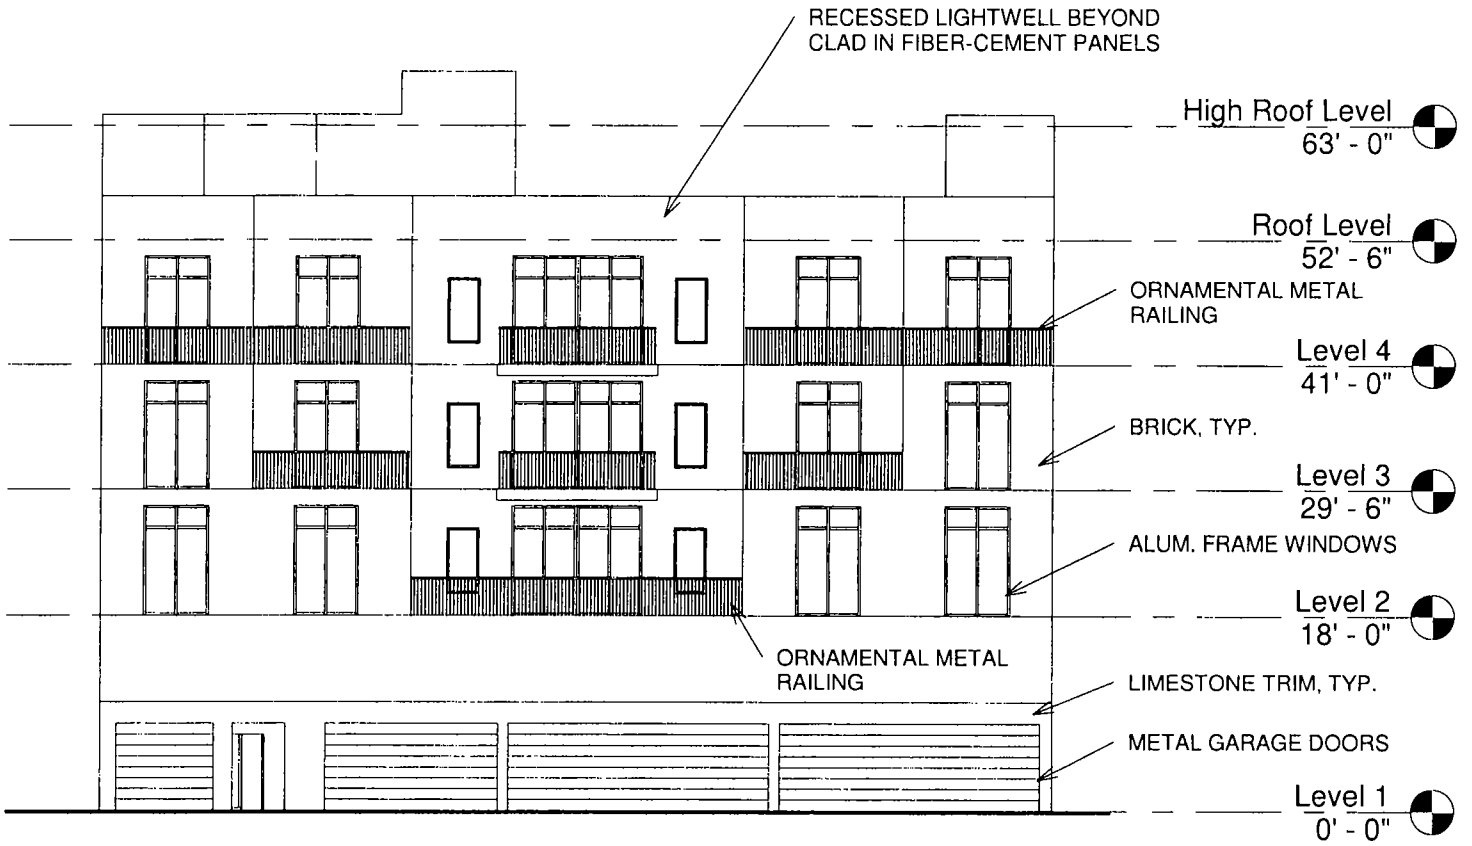 RECESSED LIGHTWELL BEYOND
CLAD IN FIBER-CEMENT PANELS
High Roof Level
63' - 0"
Roof Level
52' - 6"
ORNAMENTAL METAL
RAILING
Level 4
41' - 0"
BRICK, TYP.
Level 3
29' - 6"
ALUM. FRAME WINDOWS
Level 2
18' - 0"
ORNAMENTAL METAL
RAILING
LIMESTONE TRIM, TYP.
METAL GARAGE DOORS
Level 1
0' - 0"